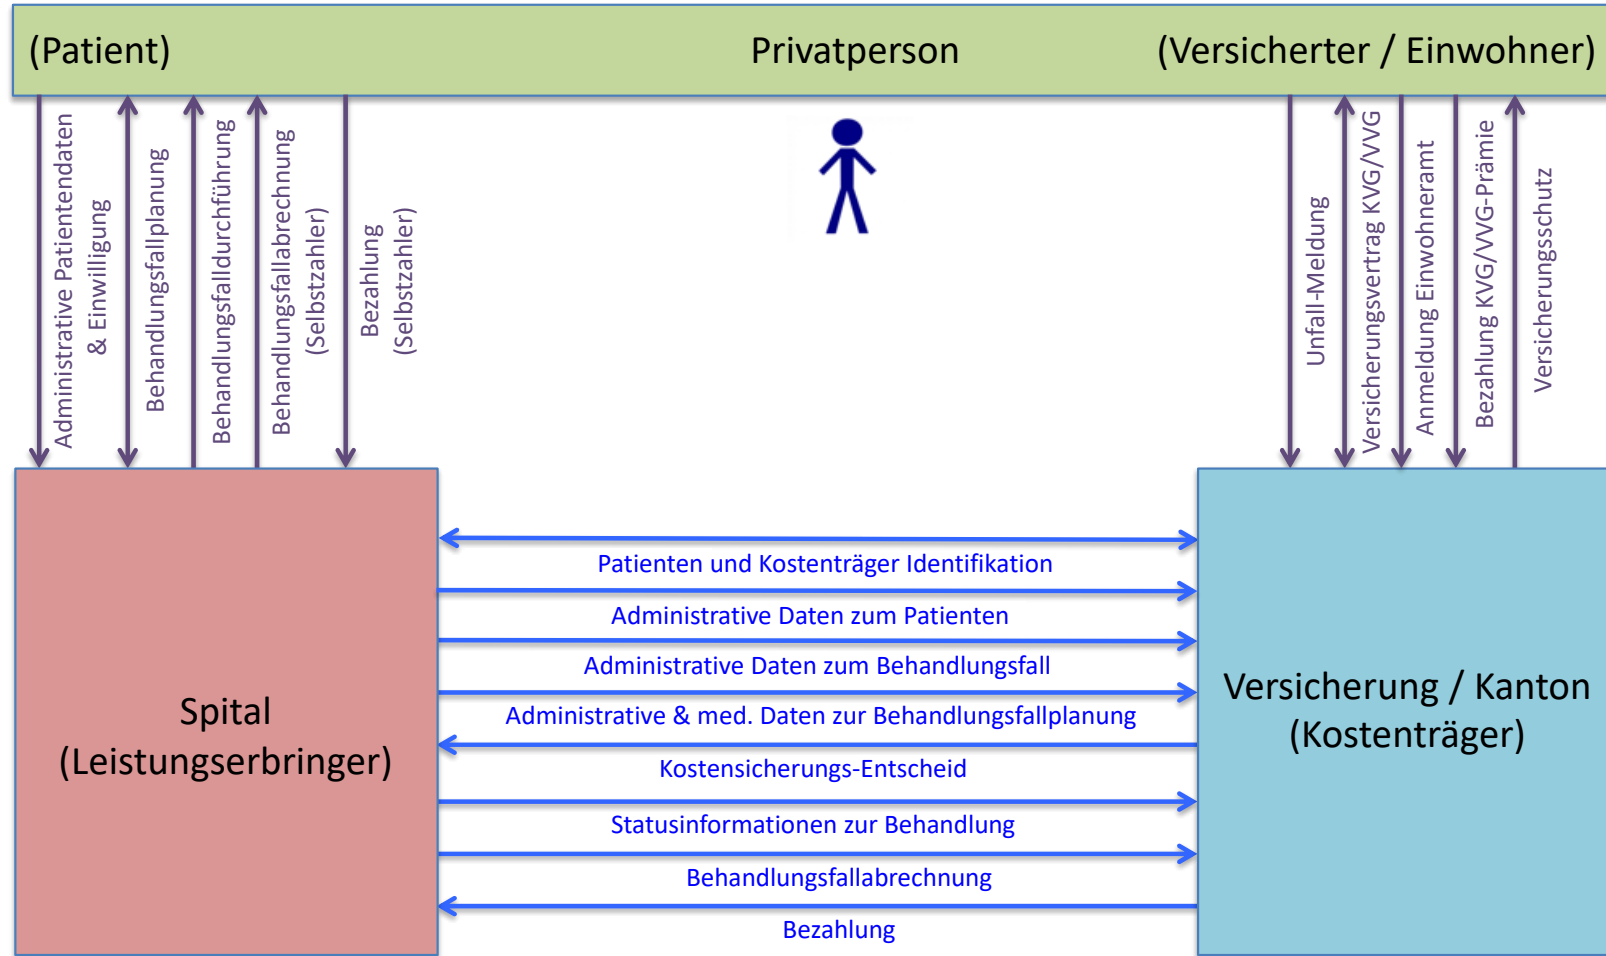 (Patient)
Privatperson
(Versicherter / Einwohner)
Administrative Patientendaten
& Einwilligung
Behandlungsfallplanung
Behandlungsfalldurchführung
Behandlungsfallabrechnung
(Selbstzahler)
Bezahlung
(Selbstzahler)
Unfall-Meldung
Versicherungsvertrag KVG/VVG
Anmeldung Einwohneramt
Bezahlung KVG/VVG-Prämie
Versicherungsschutz
Spital
(Leistungserbringer)
Patienten und Kostenträger Identifikation
Administrative Daten zum Patienten
Administrative Daten zum Behandlungsfall
Administrative & med. Daten zur Behandlungsfallplanung
Kostensicherungs-Entscheid
Statusinformationen zur Behandlung
Behandlungsfallabrechnung
Bezahlung
Versicherung / Kanton
(Kostenträger)